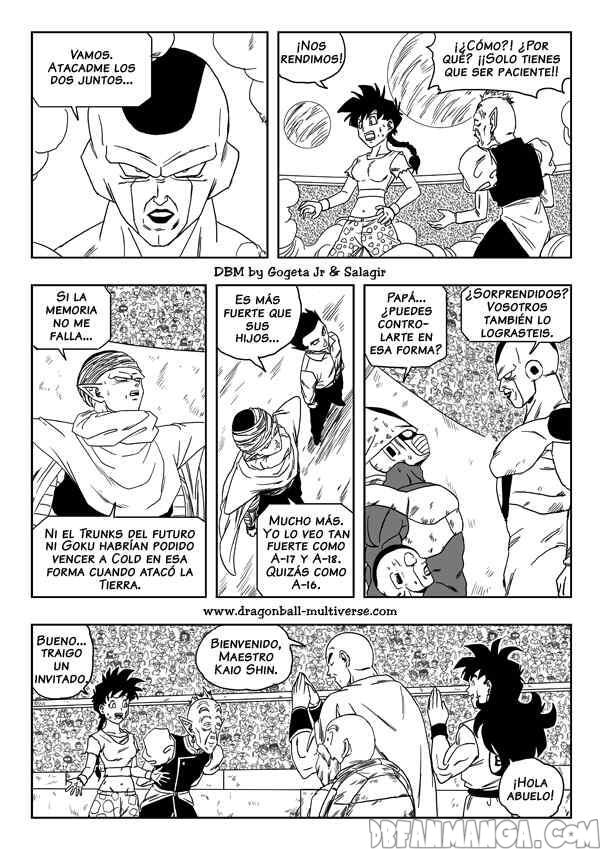 VAMOS.
ATACADME LOS
DOS JUNTOS...
¡NOS
RENDIMOS!
¡¿CÓMO?! ¿POR
QUÉ? ¡¡SOLO TIENES
QUE SER PACIENTE!!
DBM BY GOGETA JR & SALAGIR
SI LA
MEMORIA
NO ME
FALLA...
NI EL TRUNKS DEL FUTURO
NI GOKU HABRÍAN PODIDO
VENCER A COLD EN ESA
FORMA CUANDO ATACÓ LA
TIERRA.
ES MÁS
FUERTE QUE
SUS
HIJOS...
MUCHO MÁS.
YO LO VEO TAN
FUERTE COMO
A-17 Y A-18.
QUIZÁS COMO
A-16.
PAPÁ...
¿PUEDES
CONTRO-
LARTE EN
ESA FORMA?
¿SORPRENDIDOS?
VOSOTROS
TAMBIÉN LO
LOGRASTEIS.
www.dragonball-multiverse.com
BUENO...
TRAIGO
UN
INVITADO.
BIENVENIDO,
MAESTRO
KAIO SHIN.
¡HOLA
ABUELO!
DBFANMANGA.COM